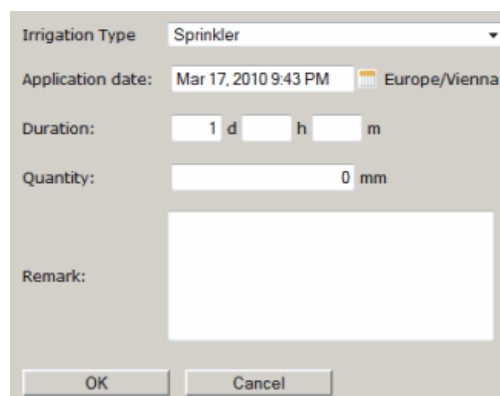 Irrigation Type Sprinkler
Application date: Mar 17, 2010 9:43 PM Europe/Vienna
Duration: 1 d h m
Quantity: 0 mm
Remark:
OK Cancel